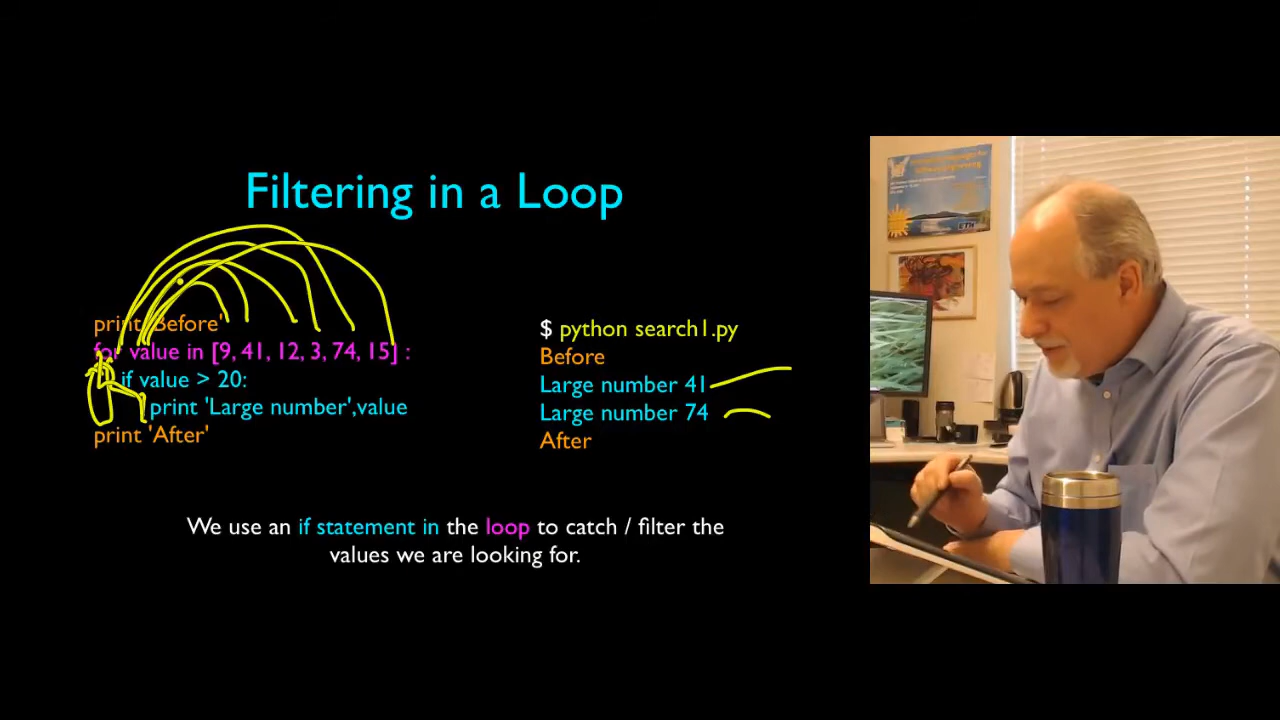 Filtering in a Loop
print 'Before'
for value in [9, 41, 12, 3, 74, 15] :
if value > 20:
print 'Large number',value
print 'After'
$ python search1.py
Before
Large number 41
Large number 74
After
We use an if statement in the loop to catch / filter the
values we are looking for.
ETH